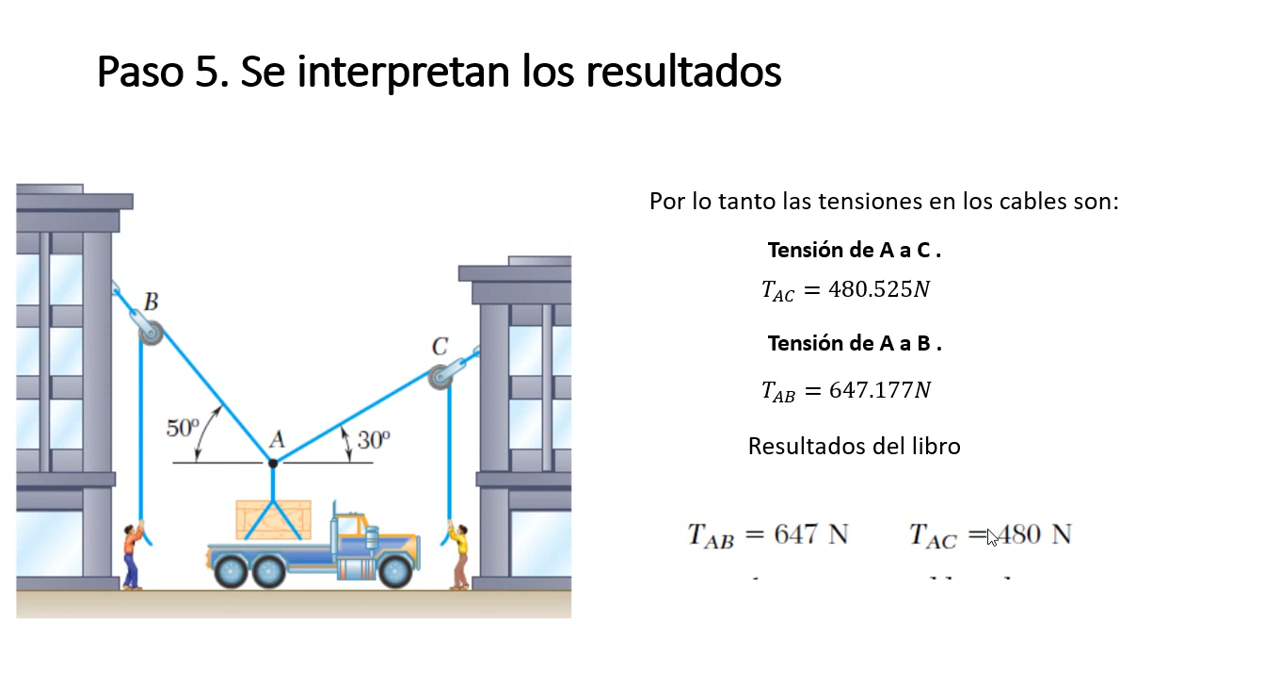 Paso 5. Se interpretan los resultados
B
C
50º
A
30º
Por lo tanto las tensiones en los cables son:
Tensión de A a C .
T_AC = 480.525N
Tensión de A a B .
T_AB = 647.177N
Resultados del libro
T_AB = 647 N T_AC = 480 N